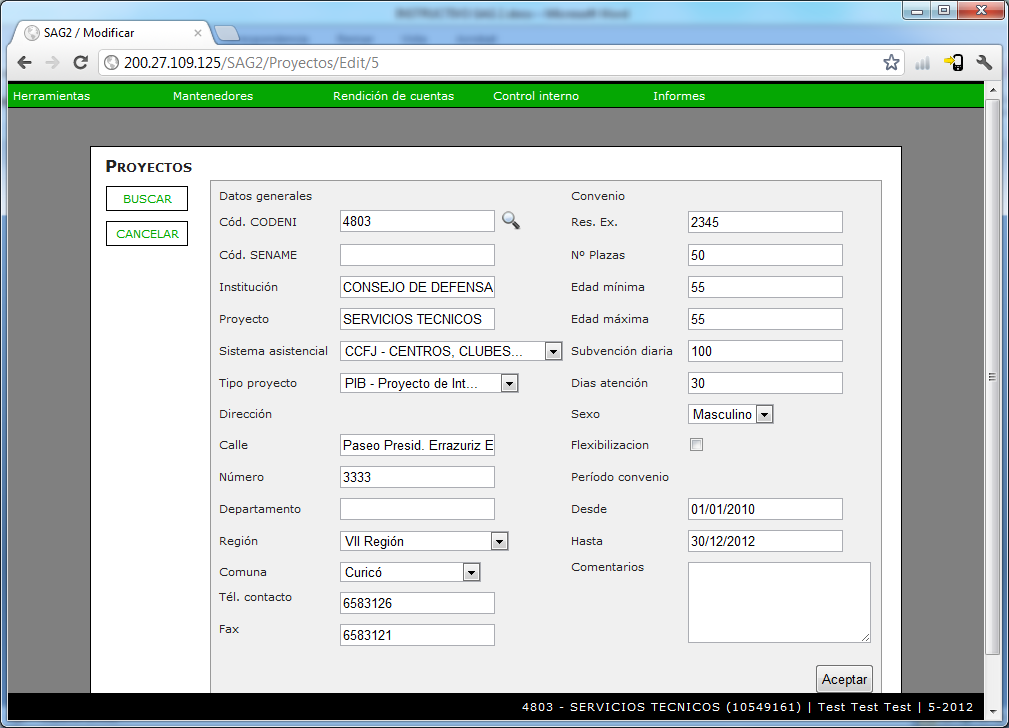 SAG2 / Modificar
200.27.109.125/SAG2/Proyectos/Edit/5
Herramientas Mantenedores Rendición de cuentas Control interno Informes
PROYECTOS
BUSCAR
CANCELAR
Datos generales
Cód. CODENI 4803
Cód. SENAME
Institución CONSEJO DE DEFENSA
Proyecto SERVICIOS TECNICOS
Sistema asistencial CCFJ - CENTROS, CLUBES...
Tipo proyecto PIB - Proyecto de Int...
Dirección
Calle Paseo Presid. Errazuriz E
Número 3333
Departamento
Región VII Región
Comuna Curicó
Tél. contacto 6583126
Fax 6583121
Convenio
Res. Ex. 2345
Nº Plazas 50
Edad mínima 55
Edad máxima 55
Subvención diaria 100
Dias atención 30
Sexo Masculino
Flexibilizacion
Período convenio
Desde 01/01/2010
Hasta 30/12/2012
Comentarios
Aceptar
4803 - SERVICIOS TECNICOS (10549161) | Test Test Test | 5-2012